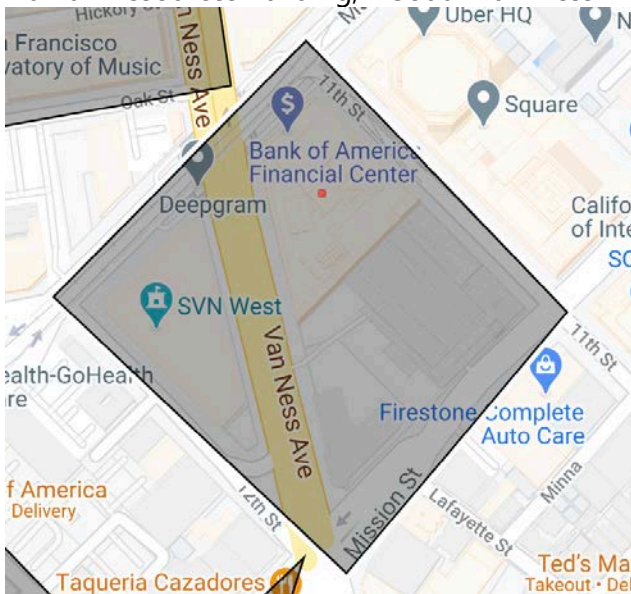 Hickory
Uber HQ
n Francisco
vatory of Music
Van Ness Ave
Oak St
11th St
Square
Bank of America
Financial Center
Deepgram
Califo
of Inte
SC
SVN West
Van Ness Ave
11th St
ealth-GoHealth
re
Firestone Complete
Auto Care
f America
Delivery
12th St
Mission St
Lafayette St
Minna
Ted's Ma
Takeout • Del
Taqueria Cazadores